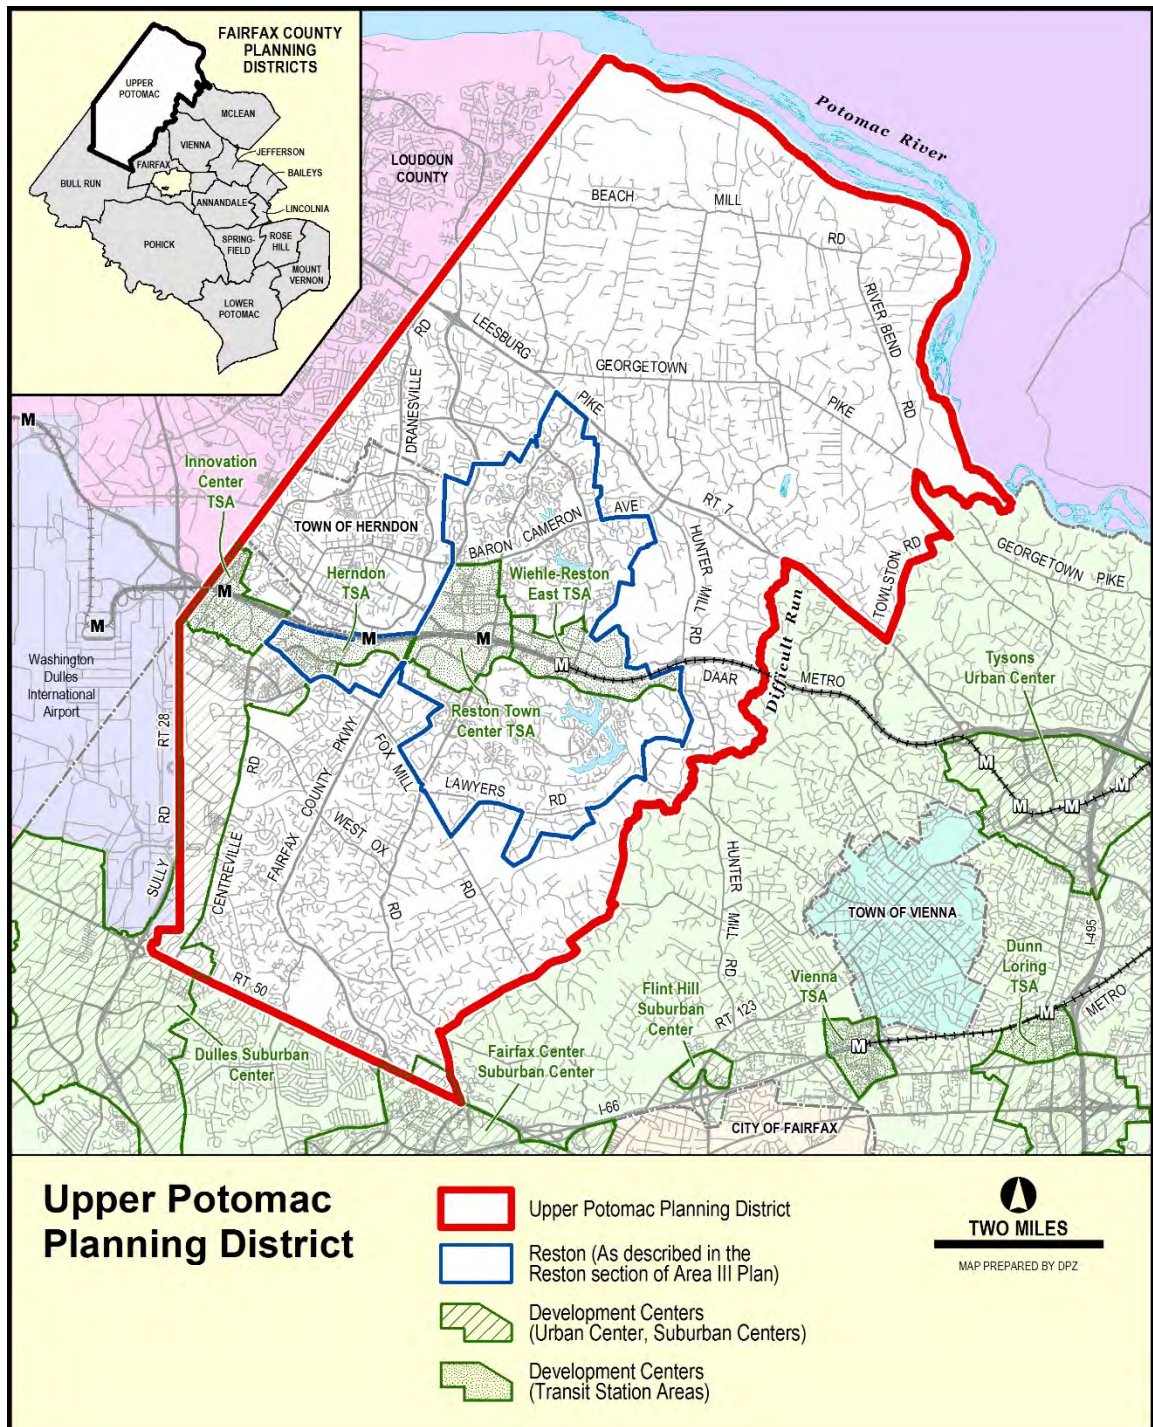 FAIRFAX COUNTY
PLANNING
DISTRICTS
UPPER
POTOMAC
MCLEAN
VIENNA
JEFFERSON
FAIRFAX
BAILEYS
BULL RUN
ANNANDALE
LINCOLNIA
POHICK
SPRING-
FIELD
ROSE
HILL
MOUNT
VERNON
LOWER
POTOMAC
LOUDOUN
COUNTY
Potomac River
BEACH MILL RD
RIVER BEND RD
LEESBURG PIKE
RT 7
GEORGETOWN PIKE
DRANESVILLE RD
M
Innovation
Center
TSA
TOWN OF HERNDON
BARON CAMERON AVE
HUNTER MILL RD
TOWLSTON RD
GEORGETOWN PIKE
Herndon
TSA
Wiehle-Reston
East TSA
M
M
M
M
M
Washington
Dulles
International
Airport
DAAR
METRO
Difficult Run
Tysons
Urban Center
Reston Town
Center TSA
SULLY RD RT 28
CENTREVILLE RD
FAIRFAX COUNTY PKWY
FOX MILL RD
LAWYERS RD
WEST OX RD
M
M
M
M
HUNTER MILL RD
TOWN OF VIENNA
I-495
RT 50
Flint Hill
Suburban
Center
Vienna
TSA
Dunn
Loring
TSA
RT 123
METRO
M
M
Dulles Suburban
Center
Fairfax Center
Suburban Center
I-66
CITY OF FAIRFAX
Upper Potomac
Planning District
Upper Potomac Planning District
Reston (As described in the
Reston section of Area III Plan)
Development Centers
(Urban Center, Suburban Centers)
Development Centers
(Transit Station Areas)
TWO MILES
MAP PREPARED BY DPZ